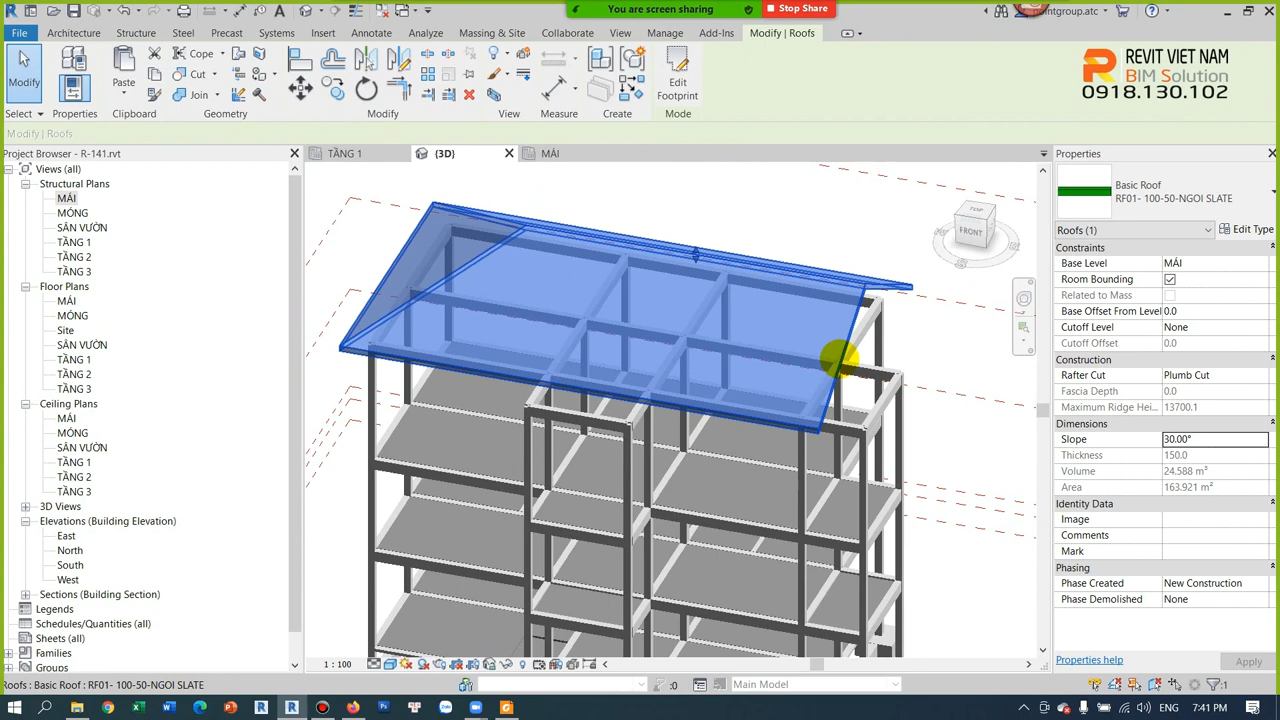 You are screen sharing
Stop Share
File
Architecture
Structure
Steel
Precast
Systems
Insert
Annotate
Analyze
Massing & Site
Collaborate
View
Manage
Add-Ins
Modify | Roofs
Modify
Select
Properties
Paste
Clipboard
Cope
Cut
Join
Geometry
Modify
View
Measure
Create
Edit
Footprint
Mode
REVIT VIET NAM
BIM Solution
0918.130.102
Modify | Roofs
Project Browser - R-141.rvt
Views (all)
Structural Plans
MÁI
MÓNG
SÂN VƯỜN
TẦNG 1
TẦNG 2
TẦNG 3
Floor Plans
MÁI
MÓNG
Site
SÂN VƯỜN
TẦNG 1
TẦNG 2
TẦNG 3
Ceiling Plans
MÁI
MÓNG
SÂN VƯỜN
TẦNG 1
TẦNG 2
TẦNG 3
3D Views
Elevations (Building Elevation)
East
North
South
West
Sections (Building Section)
Legends
Schedules/Quantities (all)
Sheets (all)
Families
Groups
TẦNG 1
{3D}
MÁI
TOP
FRONT
Properties
Basic Roof
RF01- 100-50-NGOI SLATE
Roofs (1)
Edit Type
Constraints
Base Level MÁI
Room Bounding
Related to Mass
Base Offset From Level 0.0
Cutoff Level None
Cutoff Offset 0.0
Construction
Rafter Cut Plumb Cut
Fascia Depth 0.0
Maximum Ridge Hei... 13700.1
Dimensions
Slope 30.00°
Thickness 150.0
Volume 24.588 m³
Area 163.921 m²
Identity Data
Image
Comments
Mark
Phasing
Phase Created New Construction
Phase Demolished None
Properties help
Apply
1 : 100
Roofs : Basic Roof : RF01- 100-50-NGOI SLATE
:0
Main Model
:1
ENG
7:41 PM